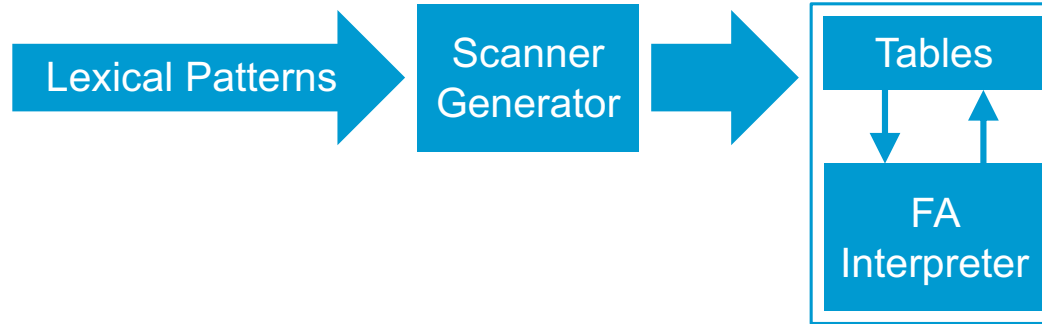 Lexical Patterns
Scanner
Generator
Tables
FA
Interpreter